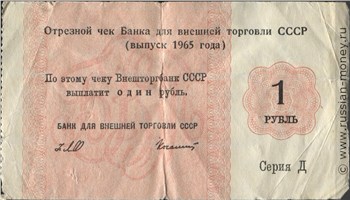 Отрезной чек Банка для внешней торговли СССР
(выпуск 1965 года)
По этому чеку Внешторгбанк СССР
выплатит один рубль.
БАНК ДЛЯ ВНЕШНЕЙ ТОРГОВЛИ СССР
1
РУБЛЬ
Серия Д
www.russian-money.ru